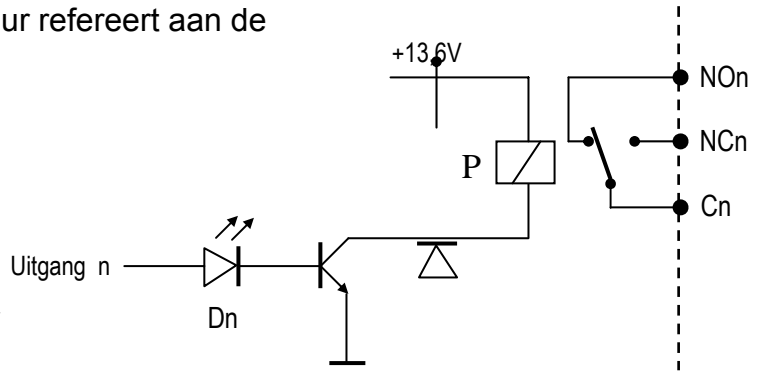 ur refereert aan de
+13,6V
NOn
NCn
P
Cn
Uitgang n
Dn